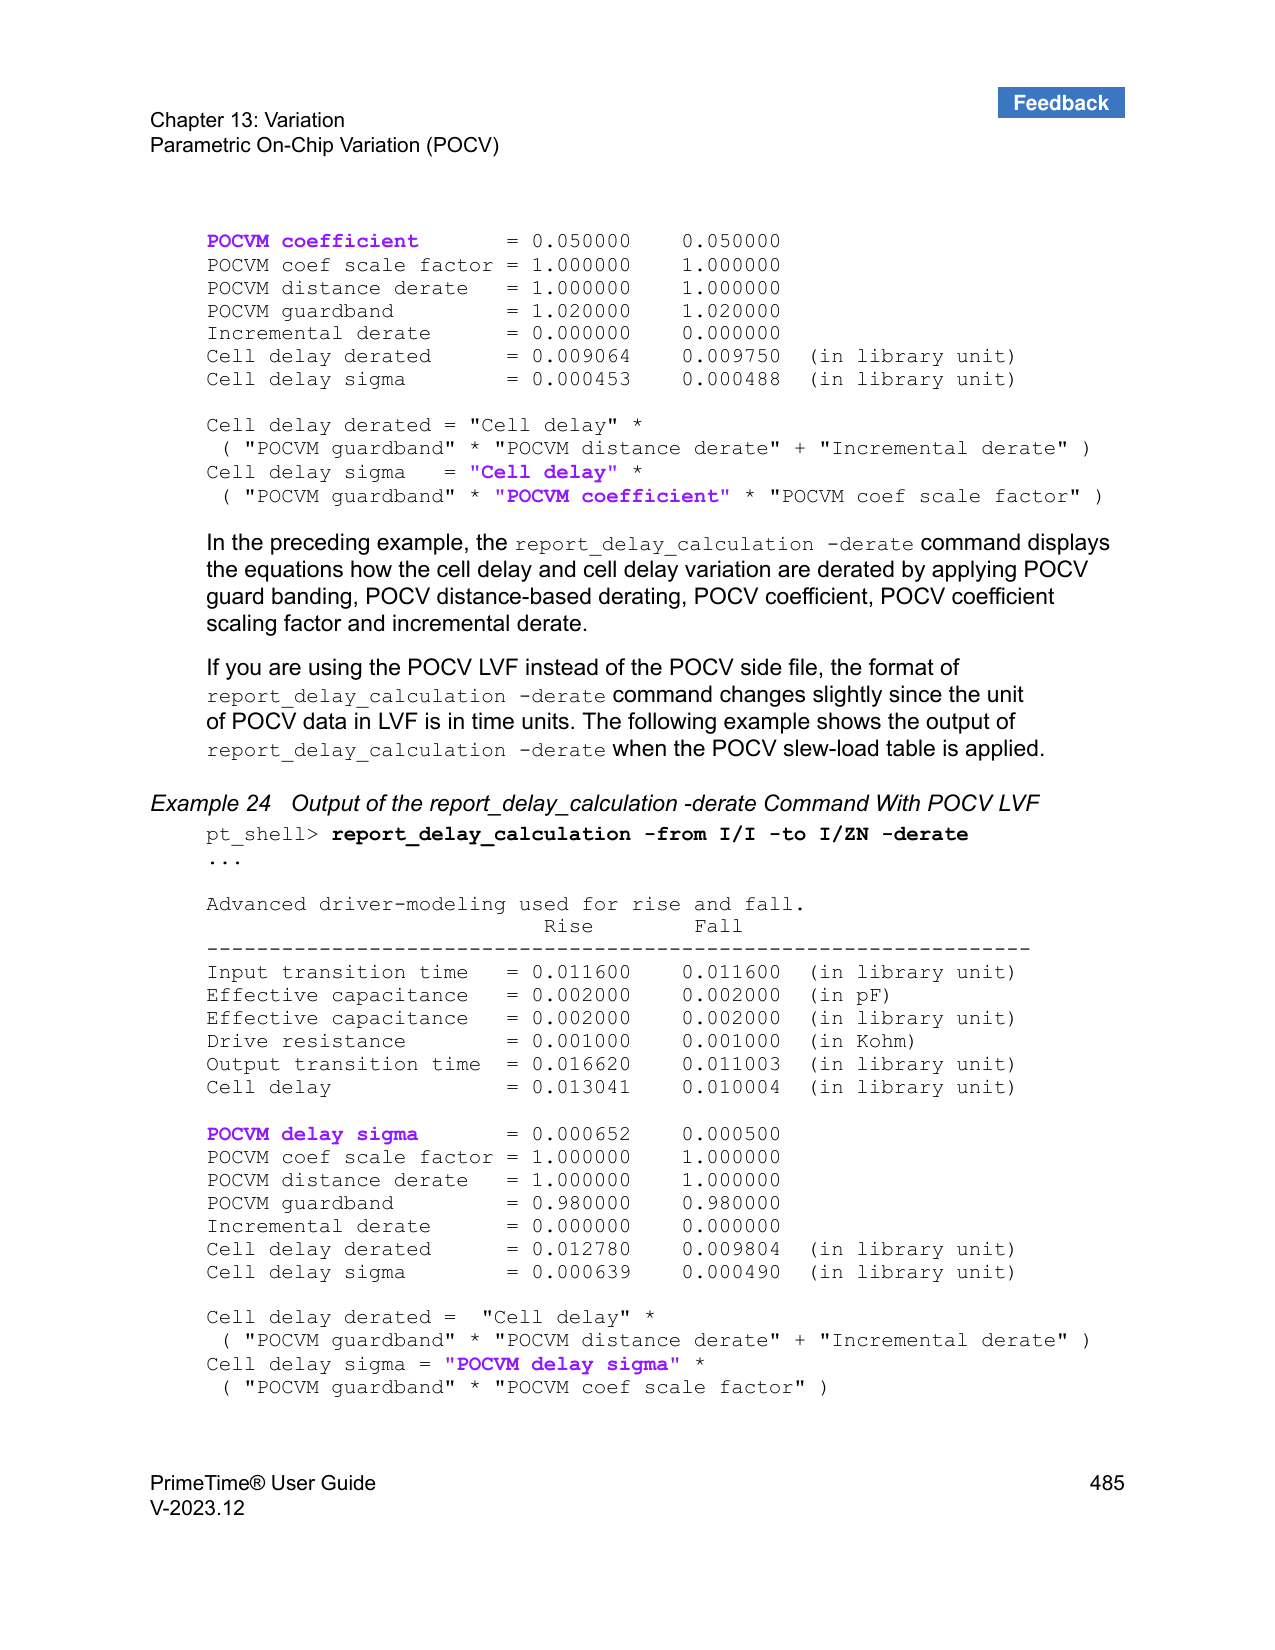 Feedback
Chapter 13: Variation
Parametric On-Chip Variation (POCV)
POCVM coefficient       = 0.050000    0.050000
POCVM coef scale factor = 1.000000    1.000000
POCVM distance derate   = 1.000000    1.000000
POCVM guardband         = 1.020000    1.020000
Incremental derate      = 0.000000    0.000000
Cell delay derated      = 0.009064    0.009750  (in library unit)
Cell delay sigma        = 0.000453    0.000488  (in library unit)
Cell delay derated = "Cell delay" *
( "POCVM guardband" * "POCVM distance derate" + "Incremental derate" )
Cell delay sigma   = "Cell delay" *
( "POCVM guardband" * "POCVM coefficient" * "POCVM coef scale factor" )
In the preceding example, the report_delay_calculation -derate command displays
the equations how the cell delay and cell delay variation are derated by applying POCV
guard banding, POCV distance-based derating, POCV coefficient, POCV coefficient
scaling factor and incremental derate.
If you are using the POCV LVF instead of the POCV side file, the format of
report_delay_calculation -derate command changes slightly since the unit
of POCV data in LVF is in time units. The following example shows the output of
report_delay_calculation -derate when the POCV slew-load table is applied.
Example 24   Output of the report_delay_calculation -derate Command With POCV LVF
pt_shell> report_delay_calculation -from I/I -to I/ZN -derate
...
Advanced driver-modeling used for rise and fall.
Rise        Fall
------------------------------------------------------------------
Input transition time   = 0.011600    0.011600  (in library unit)
Effective capacitance   = 0.002000    0.002000  (in pF)
Effective capacitance   = 0.002000    0.002000  (in library unit)
Drive resistance        = 0.001000    0.001000  (in Kohm)
Output transition time  = 0.016620    0.011003  (in library unit)
Cell delay              = 0.013041    0.010004  (in library unit)
POCVM delay sigma       = 0.000652    0.000500
POCVM coef scale factor = 1.000000    1.000000
POCVM distance derate   = 1.000000    1.000000
POCVM guardband         = 0.980000    0.980000
Incremental derate      = 0.000000    0.000000
Cell delay derated      = 0.012780    0.009804  (in library unit)
Cell delay sigma        = 0.000639    0.000490  (in library unit)
Cell delay derated =  "Cell delay" *
( "POCVM guardband" * "POCVM distance derate" + "Incremental derate" )
Cell delay sigma = "POCVM delay sigma" *
( "POCVM guardband" * "POCVM coef scale factor" )
PrimeTime® User Guide    485
V-2023.12